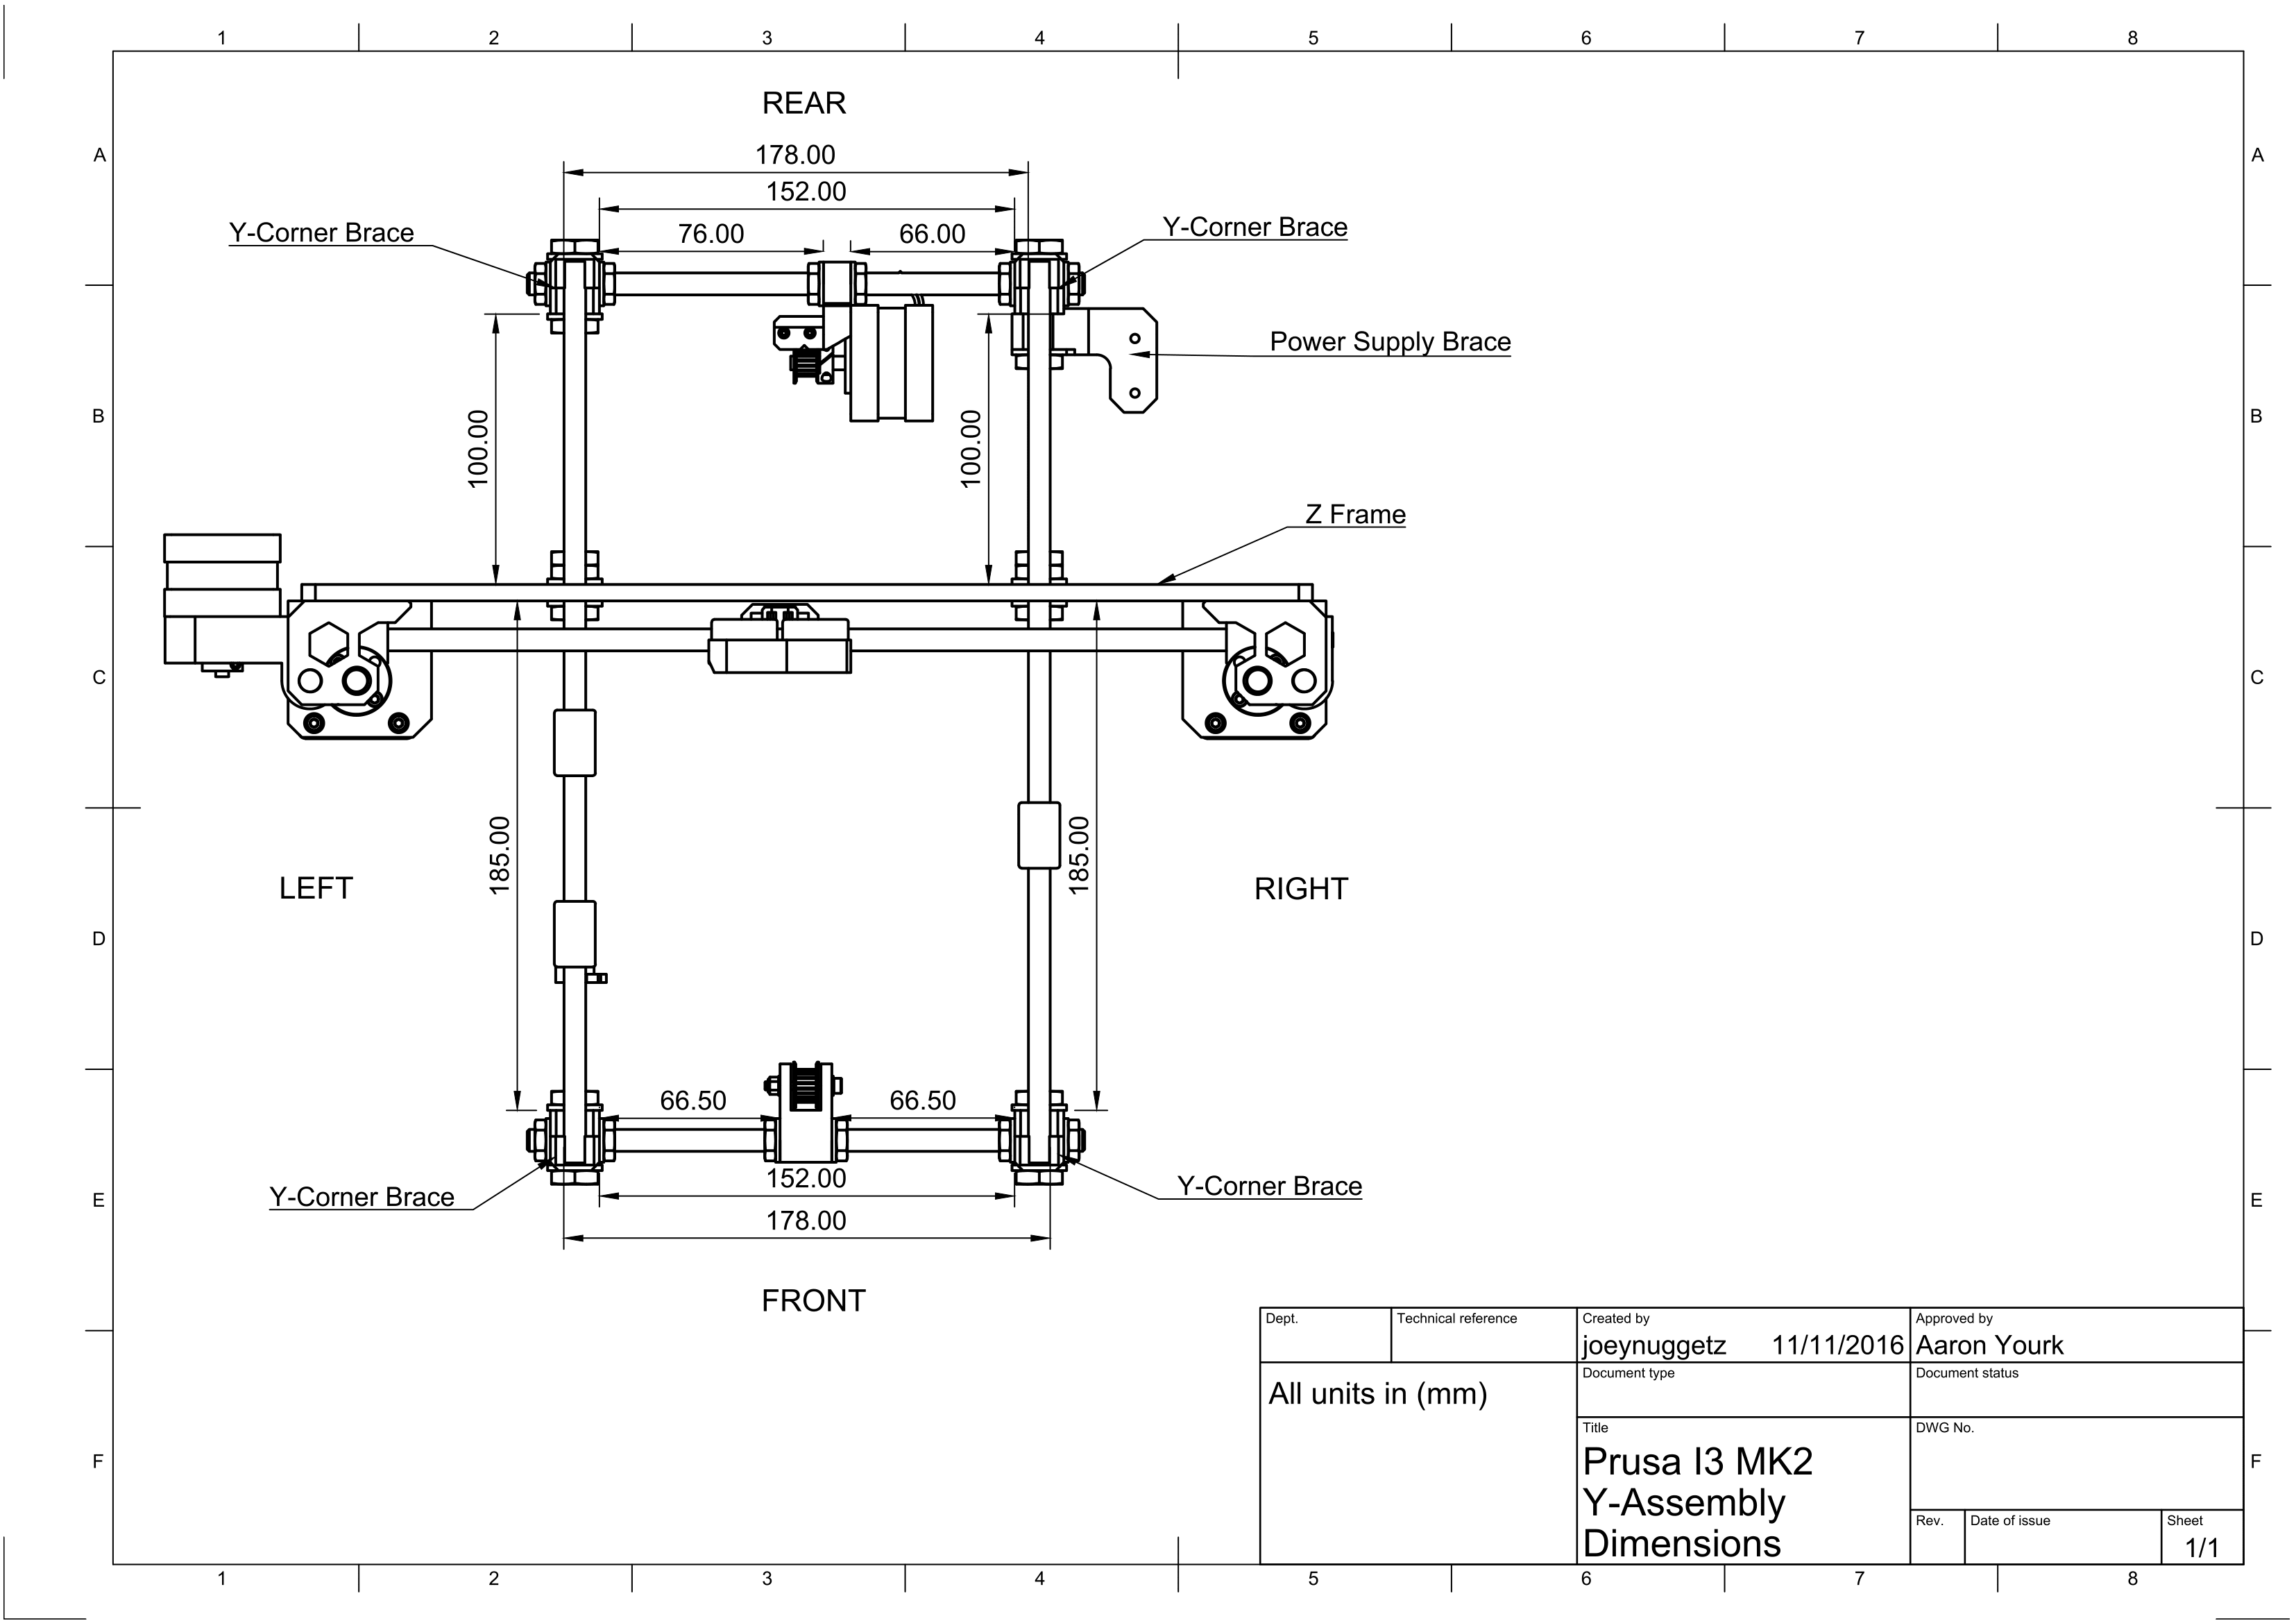 1 2 3 4 5 6 7 8
REAR
A A
178.00
152.00
Y-Corner Brace 76.00 66.00 Y-Corner Brace
Power Supply Brace
B B
100.00 100.00
Z Frame
C C
185.00 185.00
LEFT RIGHT
D D
66.50 66.50
152.00
Y-Corner Brace Y-Corner Brace
E E
178.00
FRONT
Dept. Technical reference Created by Approved by
joeynuggetz 11/11/2016 Aaron Yourk
Document type Document status
All units in (mm)
Title DWG No.
Prusa I3 MK2
F F
Y-Assembly
Rev. Date of issue Sheet
Dimensions 1/1
1 2 3 4 5 6 7 8